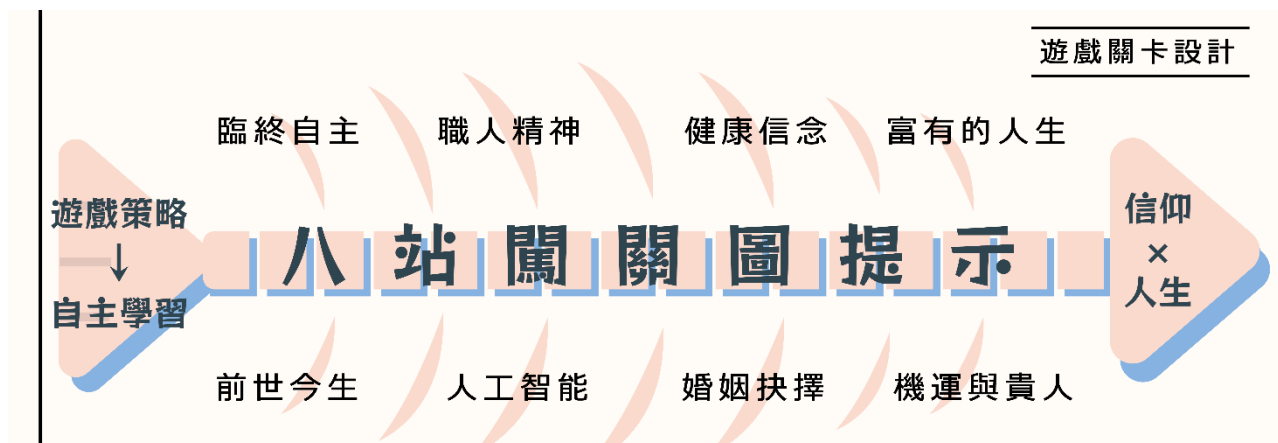 遊戲關卡設計
臨終自主 職人精神 健康信念 富有的人生
遊戲策略
↓
自主學習
八站闖關圖提示
信仰
×
人生
前世今生 人工智能 婚姻抉擇 機運與貴人